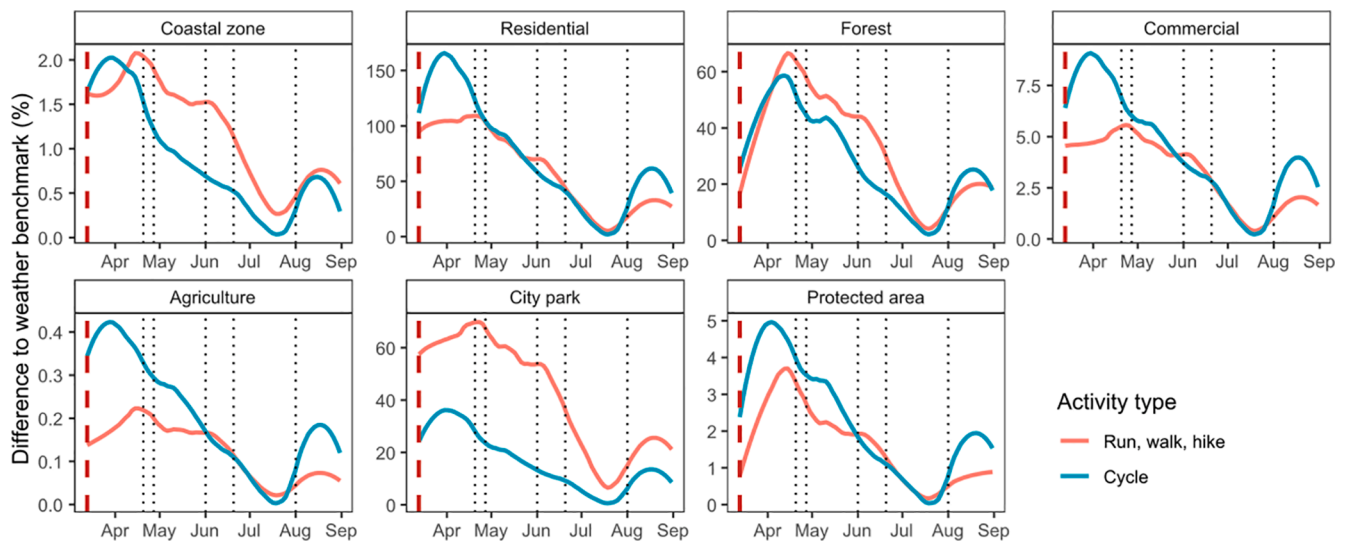 Difference to weather benchmark (%)
Coastal zone
2.0
1.5
1.0
0.5
0.0
Apr May Jun Jul Aug Sep
Residential
150
100
50
0
Apr May Jun Jul Aug Sep
Forest
60
40
20
0
Apr May Jun Jul Aug Sep
Commercial
7.5
5.0
2.5
0.0
Apr May Jun Jul Aug Sep
Agriculture
0.4
0.3
0.2
0.1
0.0
Apr May Jun Jul Aug Sep
City park
60
40
20
0
Apr May Jun Jul Aug Sep
Protected area
5
4
3
2
1
0
Apr May Jun Jul Aug Sep
Activity type
Run, walk, hike
Cycle